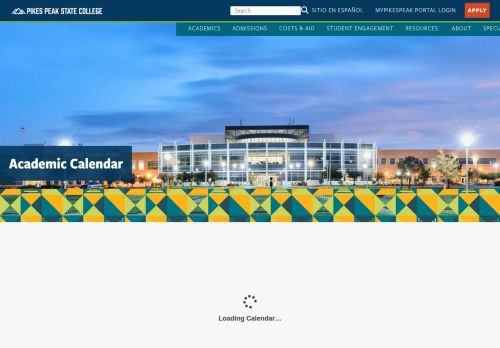 PIKES PEAK STATE COLLEGE
Search
SITIO EN ESPAÑOL
MYPIKESPEAK PORTAL LOGIN
APPLY
ACADEMICS ADMISSIONS COSTS & AID STUDENT ENGAGEMENT RESOURCES ABOUT SPECI
Academic Calendar
Loading Calendar...